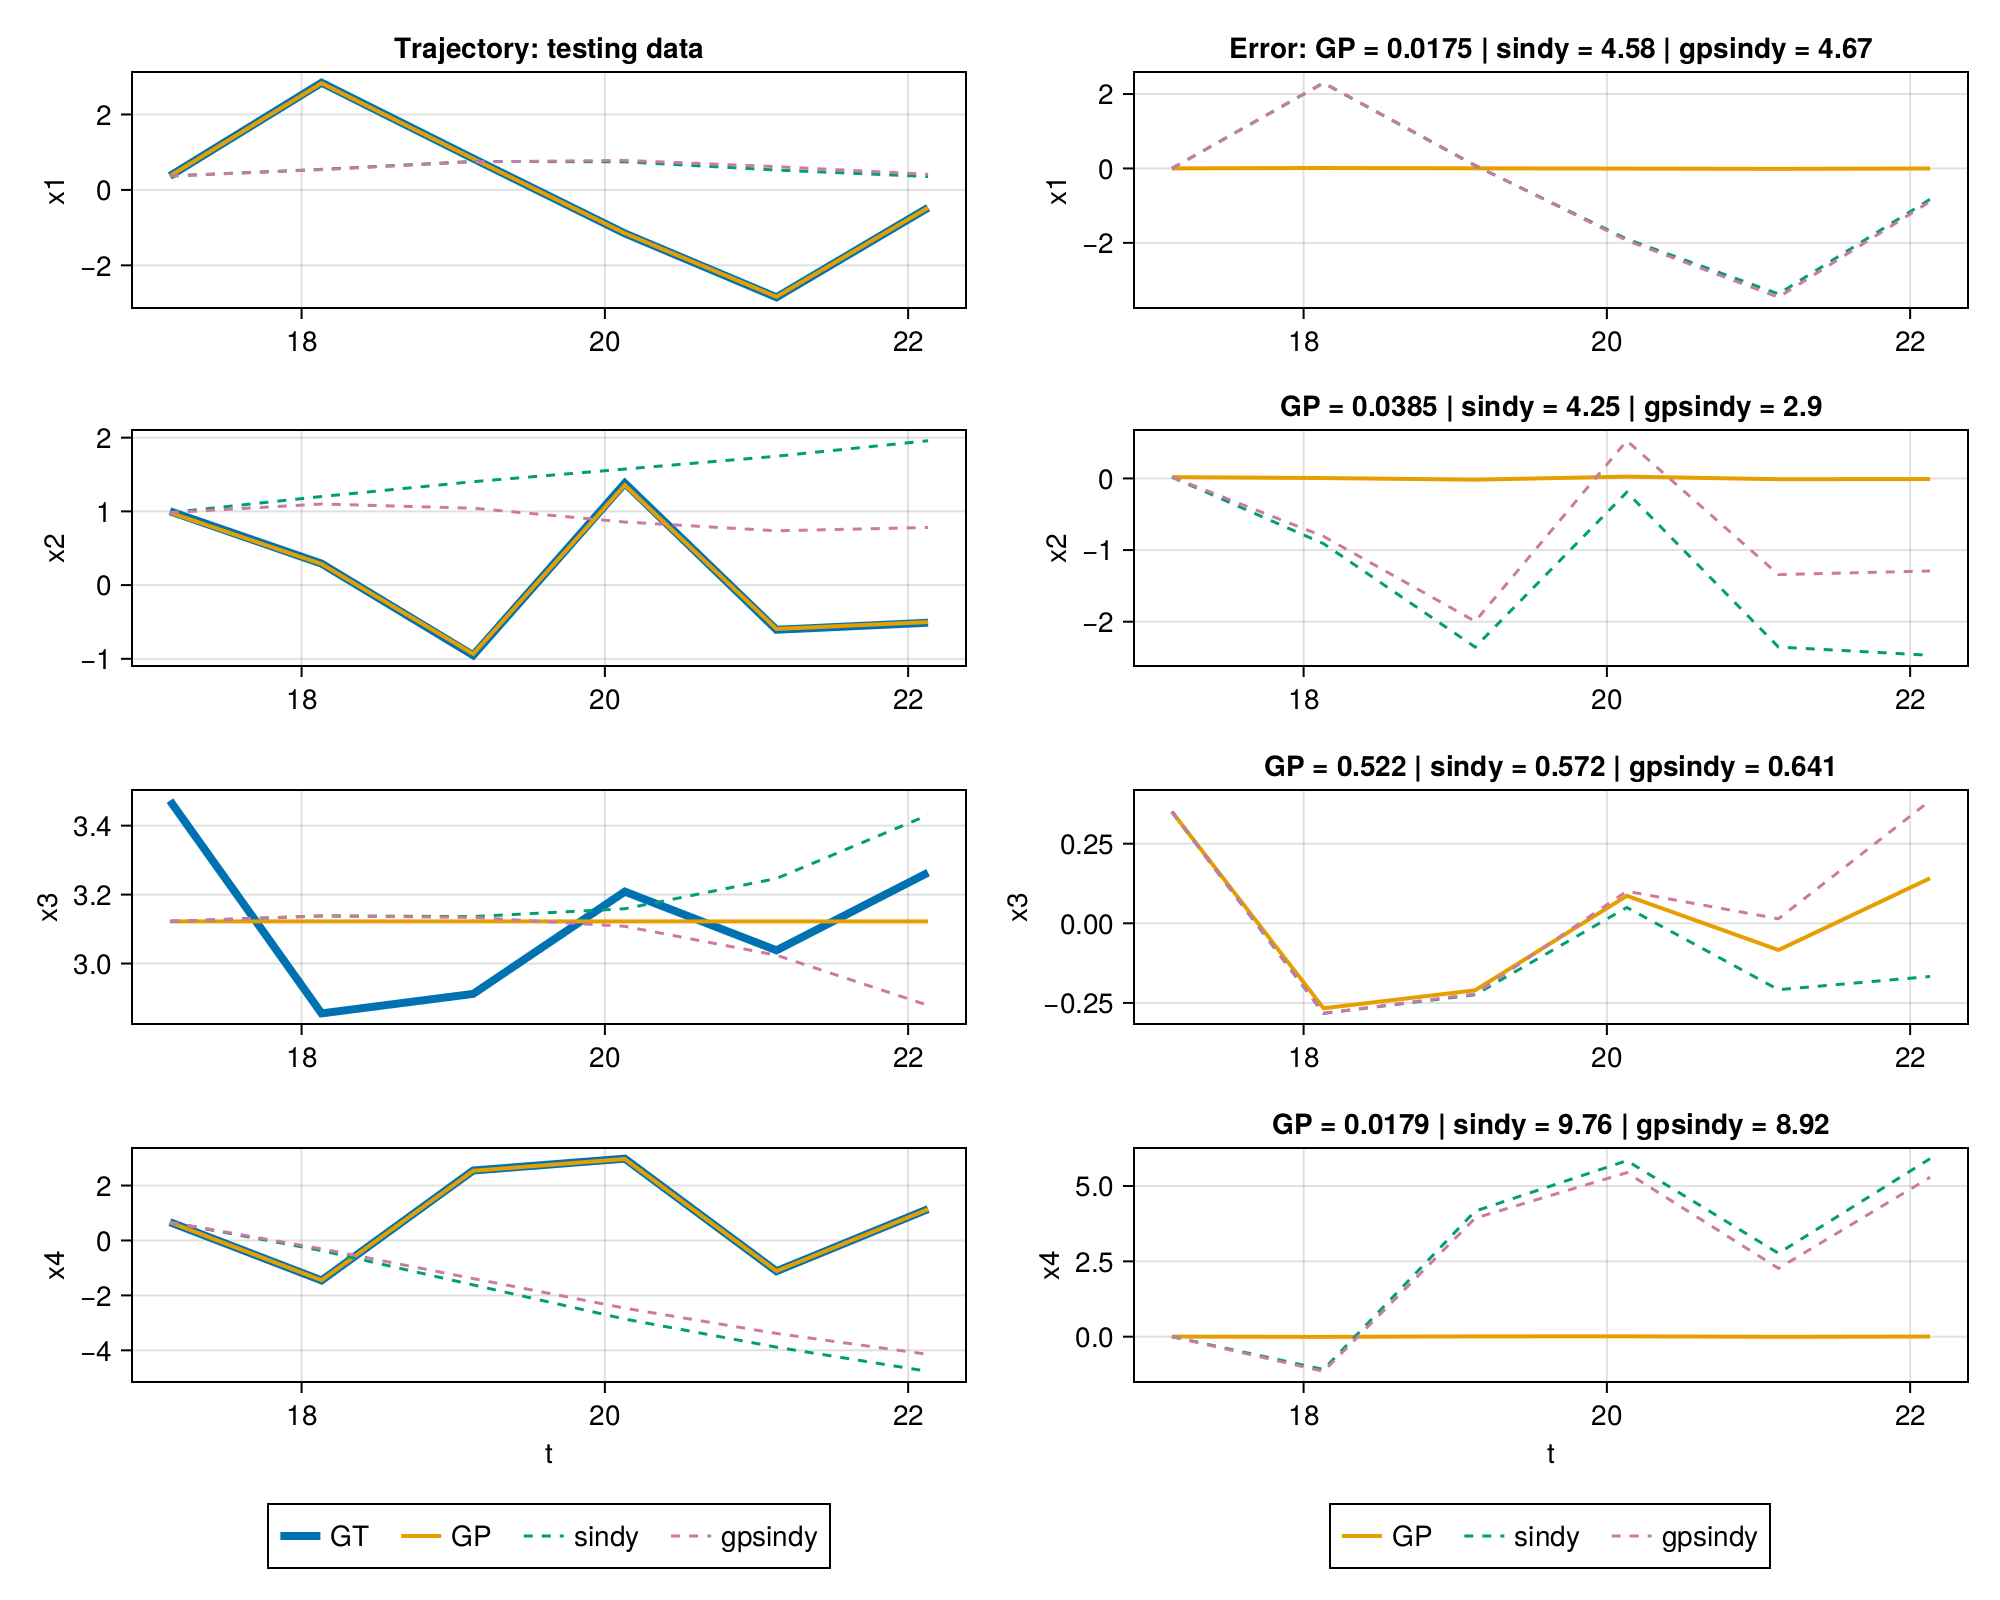 Trajectory: testing data
x1
2
0
−2
18 20 22
Error: GP = 0.0175 | sindy = 4.58 | gpsindy = 4.67
x1
2
0
−2
18 20 22
x2
2
1
0
−1
18 20 22
GP = 0.0385 | sindy = 4.25 | gpsindy = 2.9
x2
0
−1
−2
18 20 22
x3
3.4
3.2
3.0
18 20 22
GP = 0.522 | sindy = 0.572 | gpsindy = 0.641
x3
0.25
0.00
−0.25
18 20 22
x4
2
0
−2
−4
18 20 22
t
GP = 0.0179 | sindy = 9.76 | gpsindy = 8.92
x4
5.0
2.5
0.0
18 20 22
t
GT GP sindy gpsindy
GP sindy gpsindy